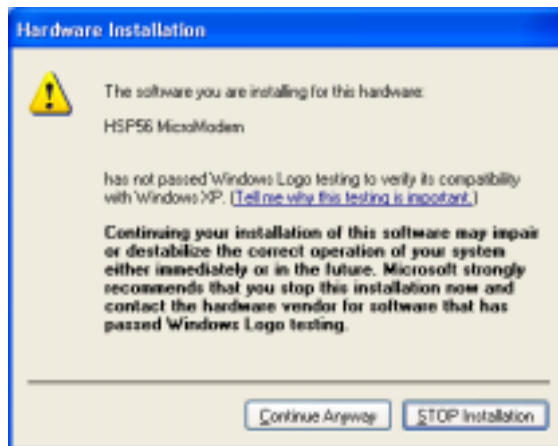 Hardware Installation
The software you are installing for this hardware:
HSP56 MicroModem
has not passed Windows Logo testing to verify its compatibility
with Windows XP. (Tell me why this testing is important.)
Continuing your installation of this software may impair
or destabilize the correct operation of your system
either immediately or in the future. Microsoft strongly
recommends that you stop this installation now and
contact the hardware vendor for software that has
passed Windows Logo testing.
Continue Anyway
STOP Installation